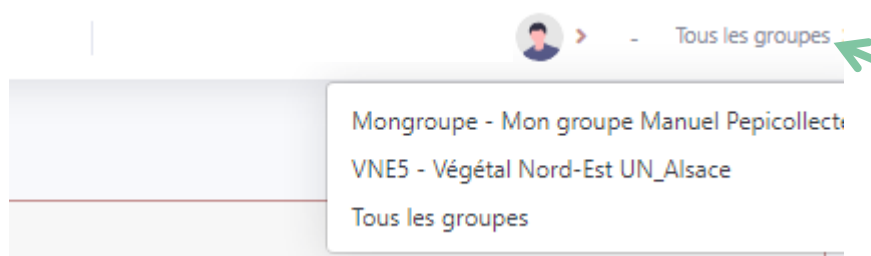 - Tous les groupes
Mongroupe - Mon groupe Manuel Pepicollecte
VNE5 - Végétal Nord-Est UN_Alsace
Tous les groupes